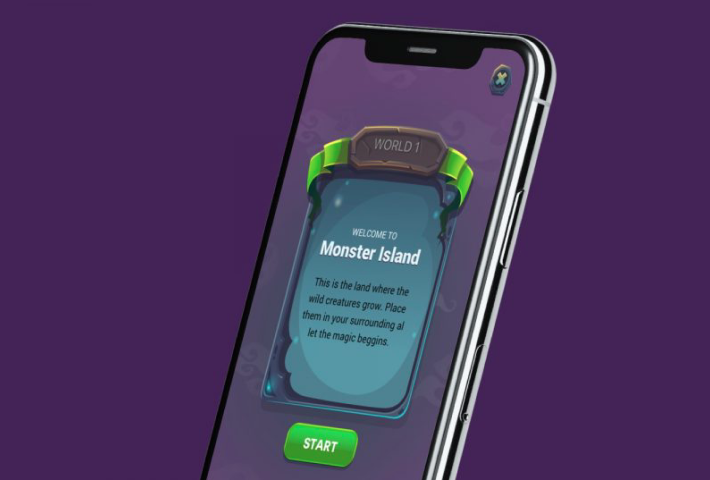 WORLD 1
WELCOME TO
Monster Island
This is the land where the
wild creatures grow. Place
them in your surrounding al
let the magic beggins.
START